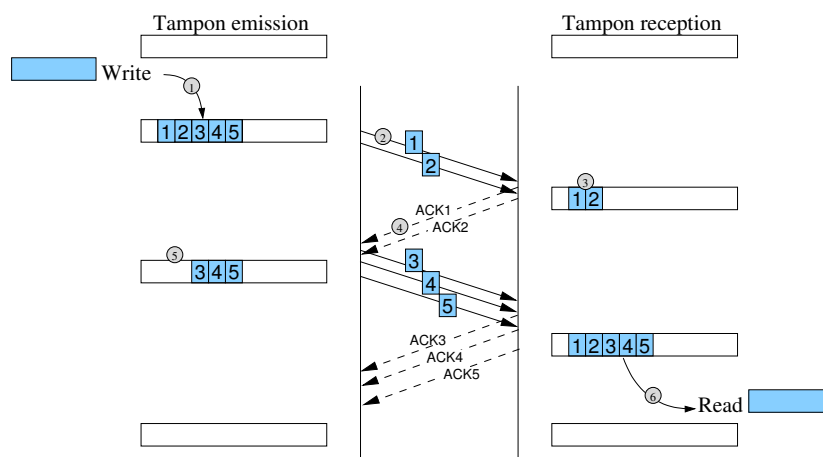 Tampon emission
Tampon reception
Write
1
1 2 3 4 5
2
1
2
3
1 2
ACK1
4
ACK2
5
3 4 5
3
4
5
ACK3
ACK4
ACK5
1 2 3 4 5
6
Read